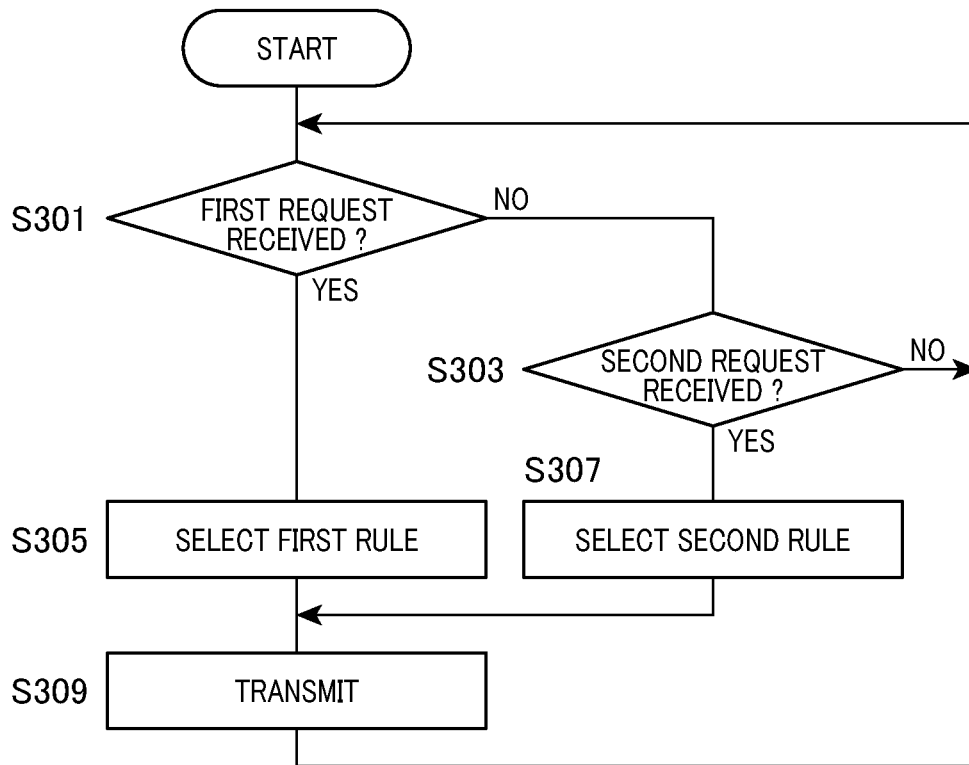 START
S301
FIRST REQUEST
RECEIVED ?
NO
YES
S303
SECOND REQUEST
RECEIVED ?
NO
YES
S307
S305
SELECT FIRST RULE
SELECT SECOND RULE
S309
TRANSMIT